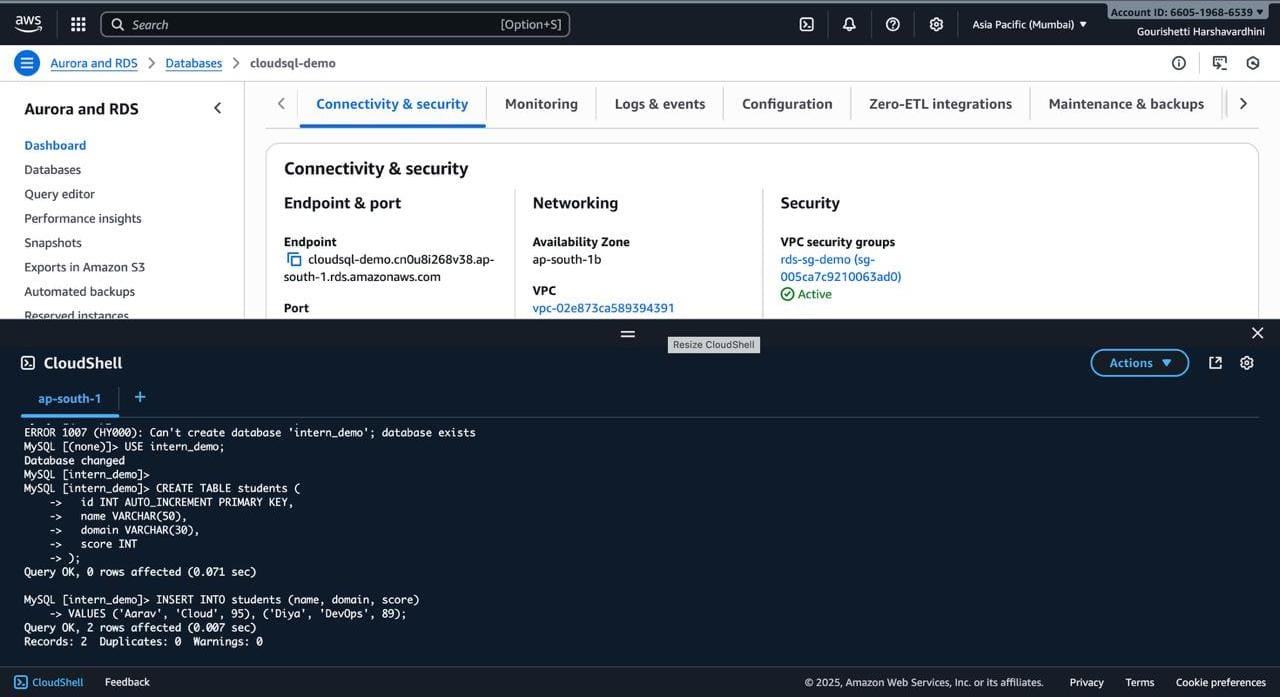 aws
Search [Option+S]
Asia Pacific (Mumbai) ▼
Account ID: 6605-1968-6539 ▼
Gourishetti Harshavardhini
Aurora and RDS > Databases > cloudsql-demo
Aurora and RDS
Dashboard
Databases
Query editor
Performance insights
Snapshots
Exports in Amazon S3
Automated backups
Reserved instances
Connectivity & security
Monitoring
Logs & events
Configuration
Zero-ETL integrations
Maintenance & backups
Connectivity & security
Endpoint & port
Endpoint
cloudsql-demo.cn0u8i268v38.ap-
south-1.rds.amazonaws.com
Port
Networking
Availability Zone
ap-south-1b
VPC
vpc-02e873ca589394391
Security
VPC security groups
rds-sg-demo (sg-
005ca7c9210063ad0)
Active
Resize CloudShell
CloudShell
Actions ▼
ap-south-1 +
ERROR 1007 (HY000): Can't create database 'intern_demo'; database exists
MySQL [(none)]> USE intern_demo;
Database changed
MySQL [intern_demo]>
MySQL [intern_demo]> CREATE TABLE students (
-> id INT AUTO_INCREMENT PRIMARY KEY,
-> name VARCHAR(50),
-> domain VARCHAR(30),
-> score INT
-> );
Query OK, 0 rows affected (0.071 sec)
MySQL [intern_demo]> INSERT INTO students (name, domain, score)
-> VALUES ('Aarav', 'Cloud', 95), ('Diya', 'DevOps', 89);
Query OK, 2 rows affected (0.007 sec)
Records: 2 Duplicates: 0 Warnings: 0
CloudShell
Feedback
© 2025, Amazon Web Services, Inc. or its affiliates.
Privacy
Terms
Cookie preferences